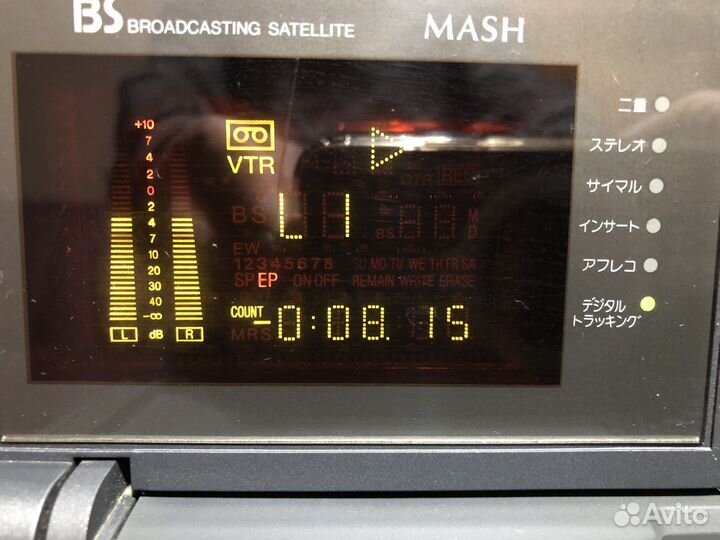 BS BROADCASTING SATELLITE
MASH
+10
7
4
2
0
2
4
7
10
20
30
40
-∞
L dB R
VTR
OTR REC
BS
L 1
BS
M
D
EW
12345678 SU MO TU WE TH FR SA
SP EP ON OFF REMAIN WRITE ERASE
COUNT -0:08.15
MRS
二重
ステレオ
サイマル
インサート
アフレコ
デジタル
トラッキング
Avito